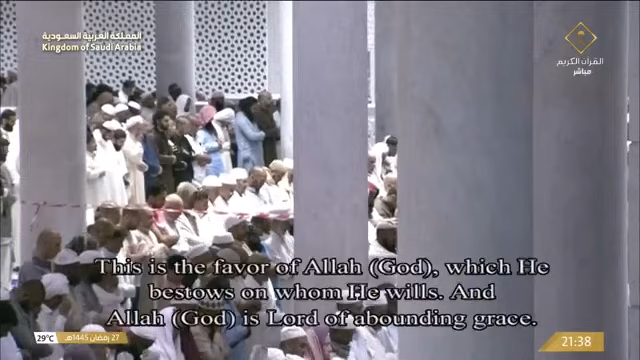 المملكة العربية السعودية
Kingdom of Saudi Arabia
القرآن الكريم
مباشر
This is the favor of Allah (God), which He
bestows on whom He wills. And
Allah (God) is Lord of abounding grace.
29°C
27 رمضان 1445هـ
21:38